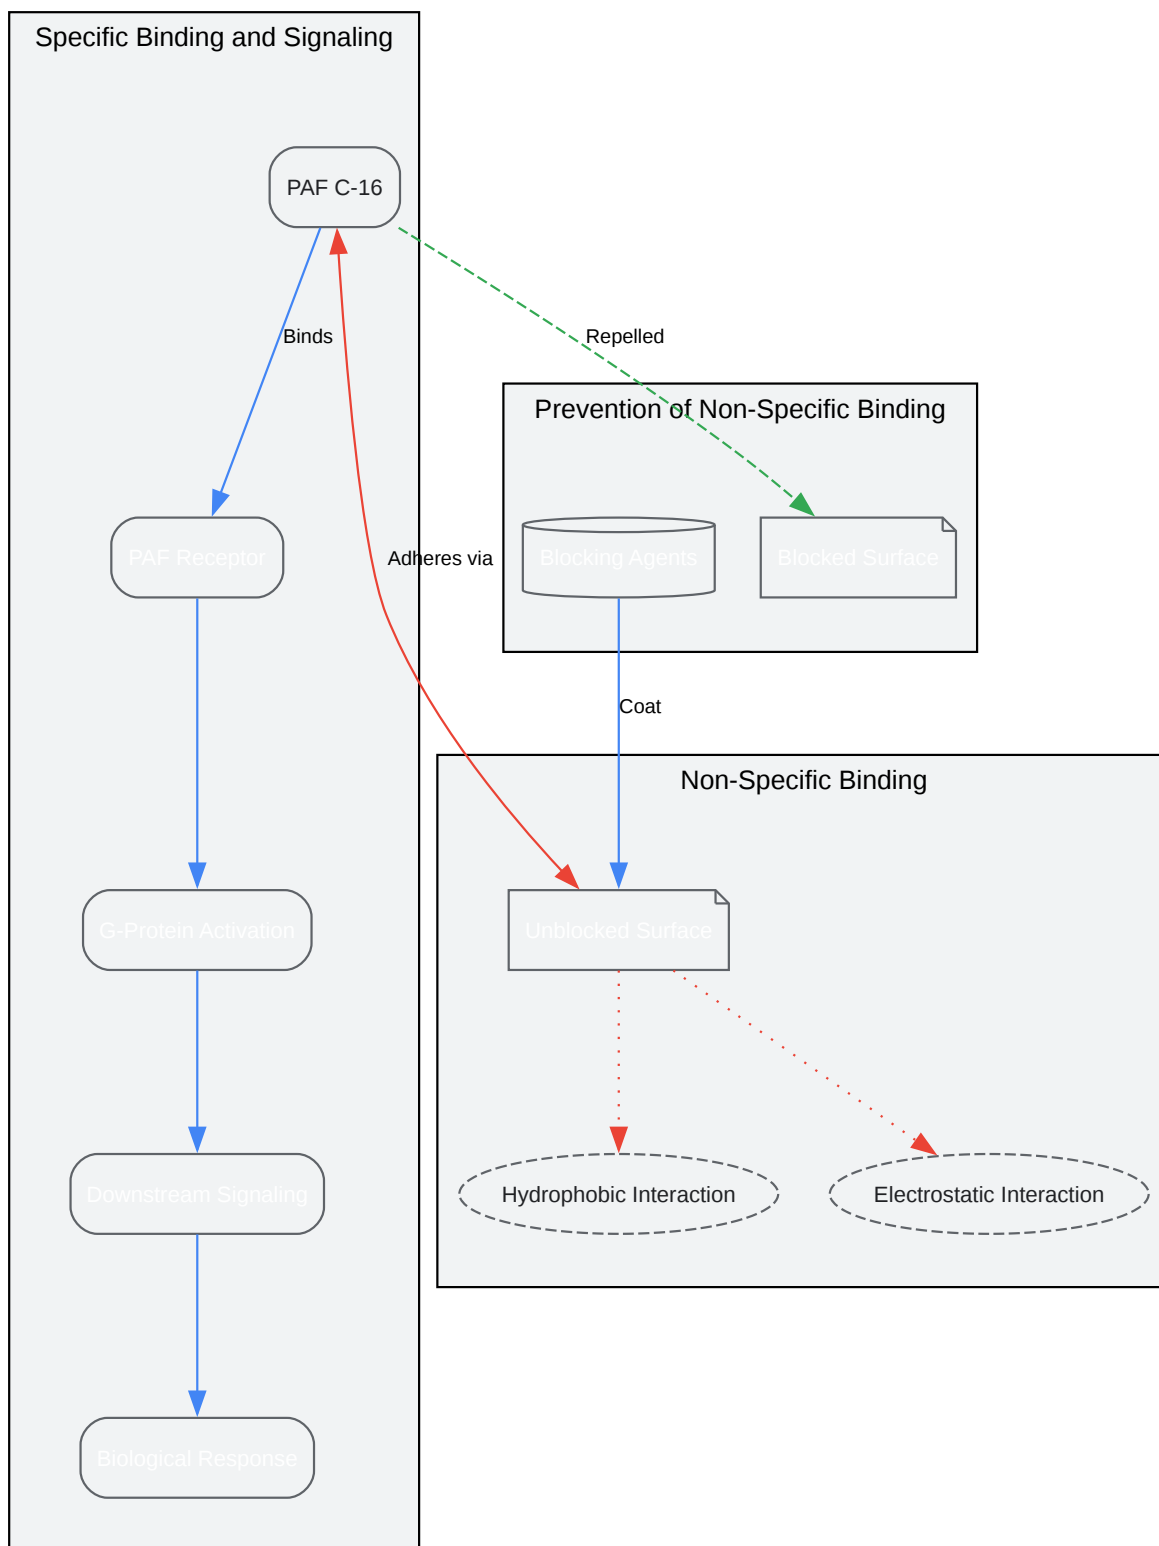 Specific Binding and Signaling
PAF C-16
Binds
Repelled
Prevention of Non-Specific Binding
PAF Receptor
Adheres via
Blocking Agents
Blocked Surface
Coat
Non-Specific Binding
G-Protein Activation
Unblocked Surface
Downstream Signaling
Hydrophobic Interaction
Electrostatic Interaction
Biological Response